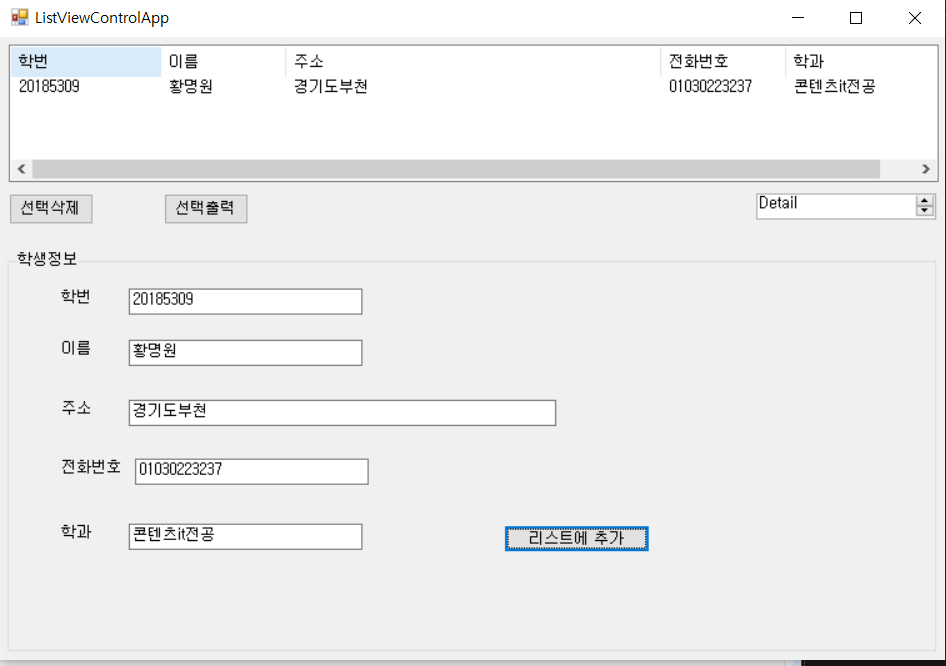 ListViewControlApp
학번 이름 주소 전화번호 학과
20185309 황명원 경기도부천 01030223237 콘텐츠it전공
선택삭제 선택출력 Detail
학생정보
학번 20185309
이름 황명원
주소 경기도부천
전화번호 01030223237
학과 콘텐츠it전공 리스트에 추가